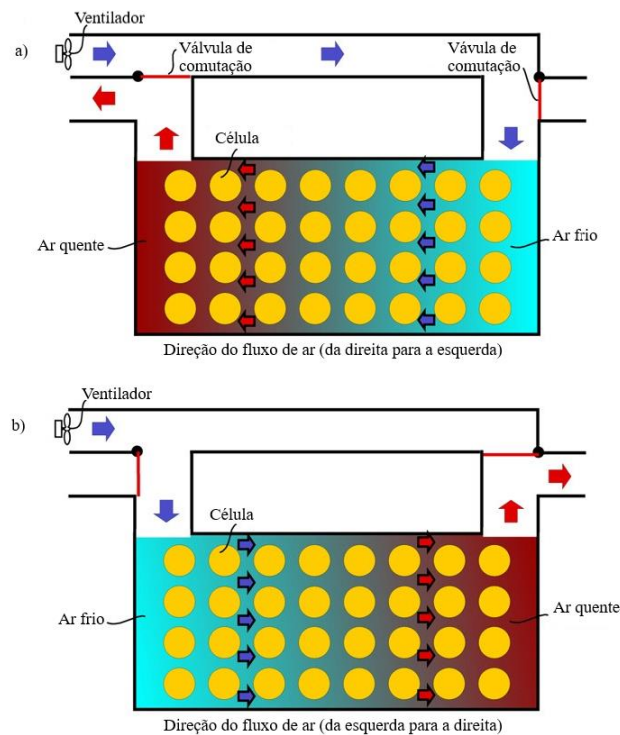 Ventilador
a)
Válvula de
comutação
Vávula de
comutação
Célula
Ar quente
Ar frio
Direção do fluxo de ar (da direita para a esquerda)
Ventilador
b)
Célula
Ar frio
Ar quente
Direção do fluxo de ar (da esquerda para a direita)